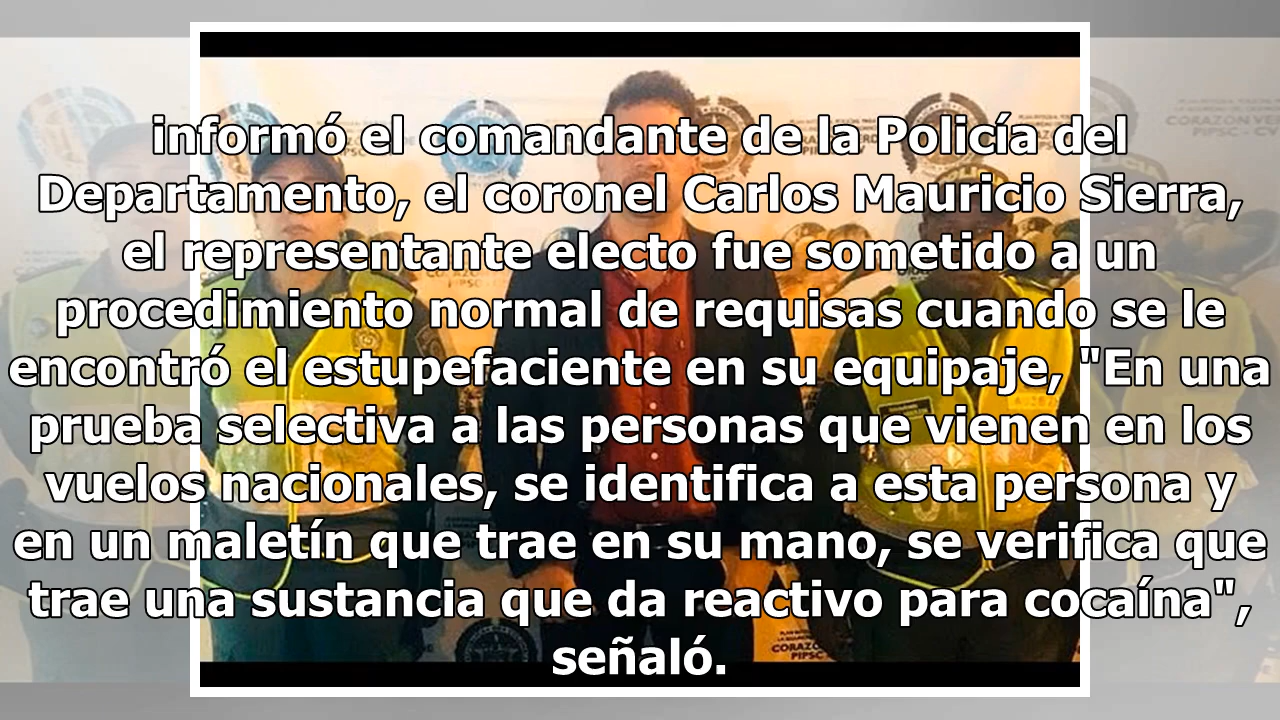 informó el comandante de la Policía del
Departamento, el coronel Carlos Mauricio Sierra,
el representante electo fue sometido a un
procedimiento normal de requisas cuando se le
encontró el estupefaciente en su equipaje, "En una
prueba selectiva a las personas que vienen en los
vuelos nacionales, se identifica a esta persona y
en un maletín que trae en su mano, se verifica que
trae una sustancia que da reactivo para cocaína",
señaló.